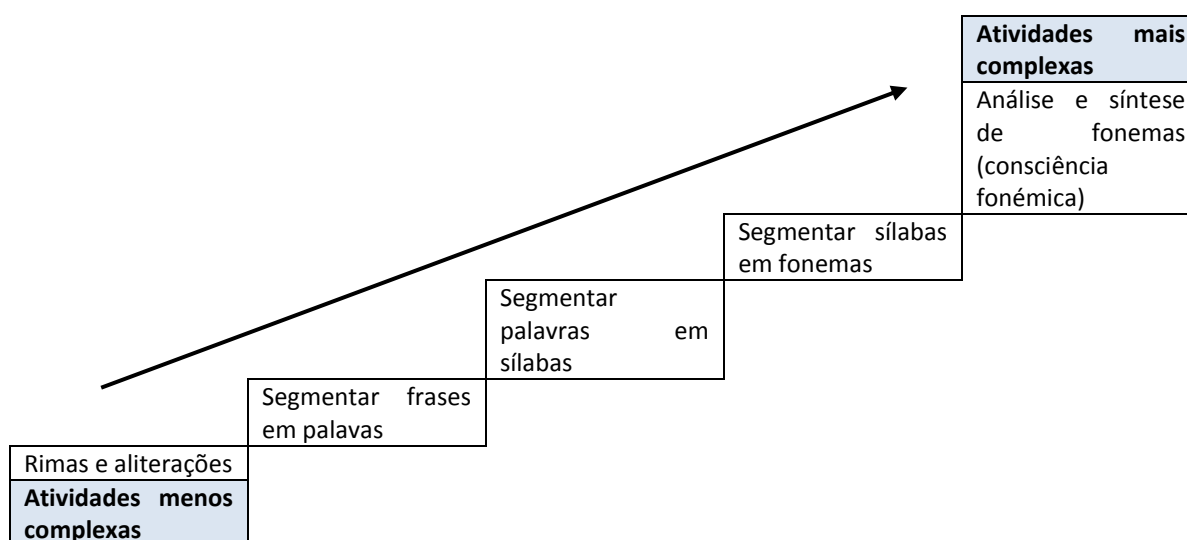 Atividades mais
complexas
Análise e síntese
de fonemas
(consciência
fonémica)
Segmentar sílabas
em fonemas
Segmentar
palavras em
sílabas
Segmentar frases
em palavas
Rimas e aliterações
Atividades menos
complexas